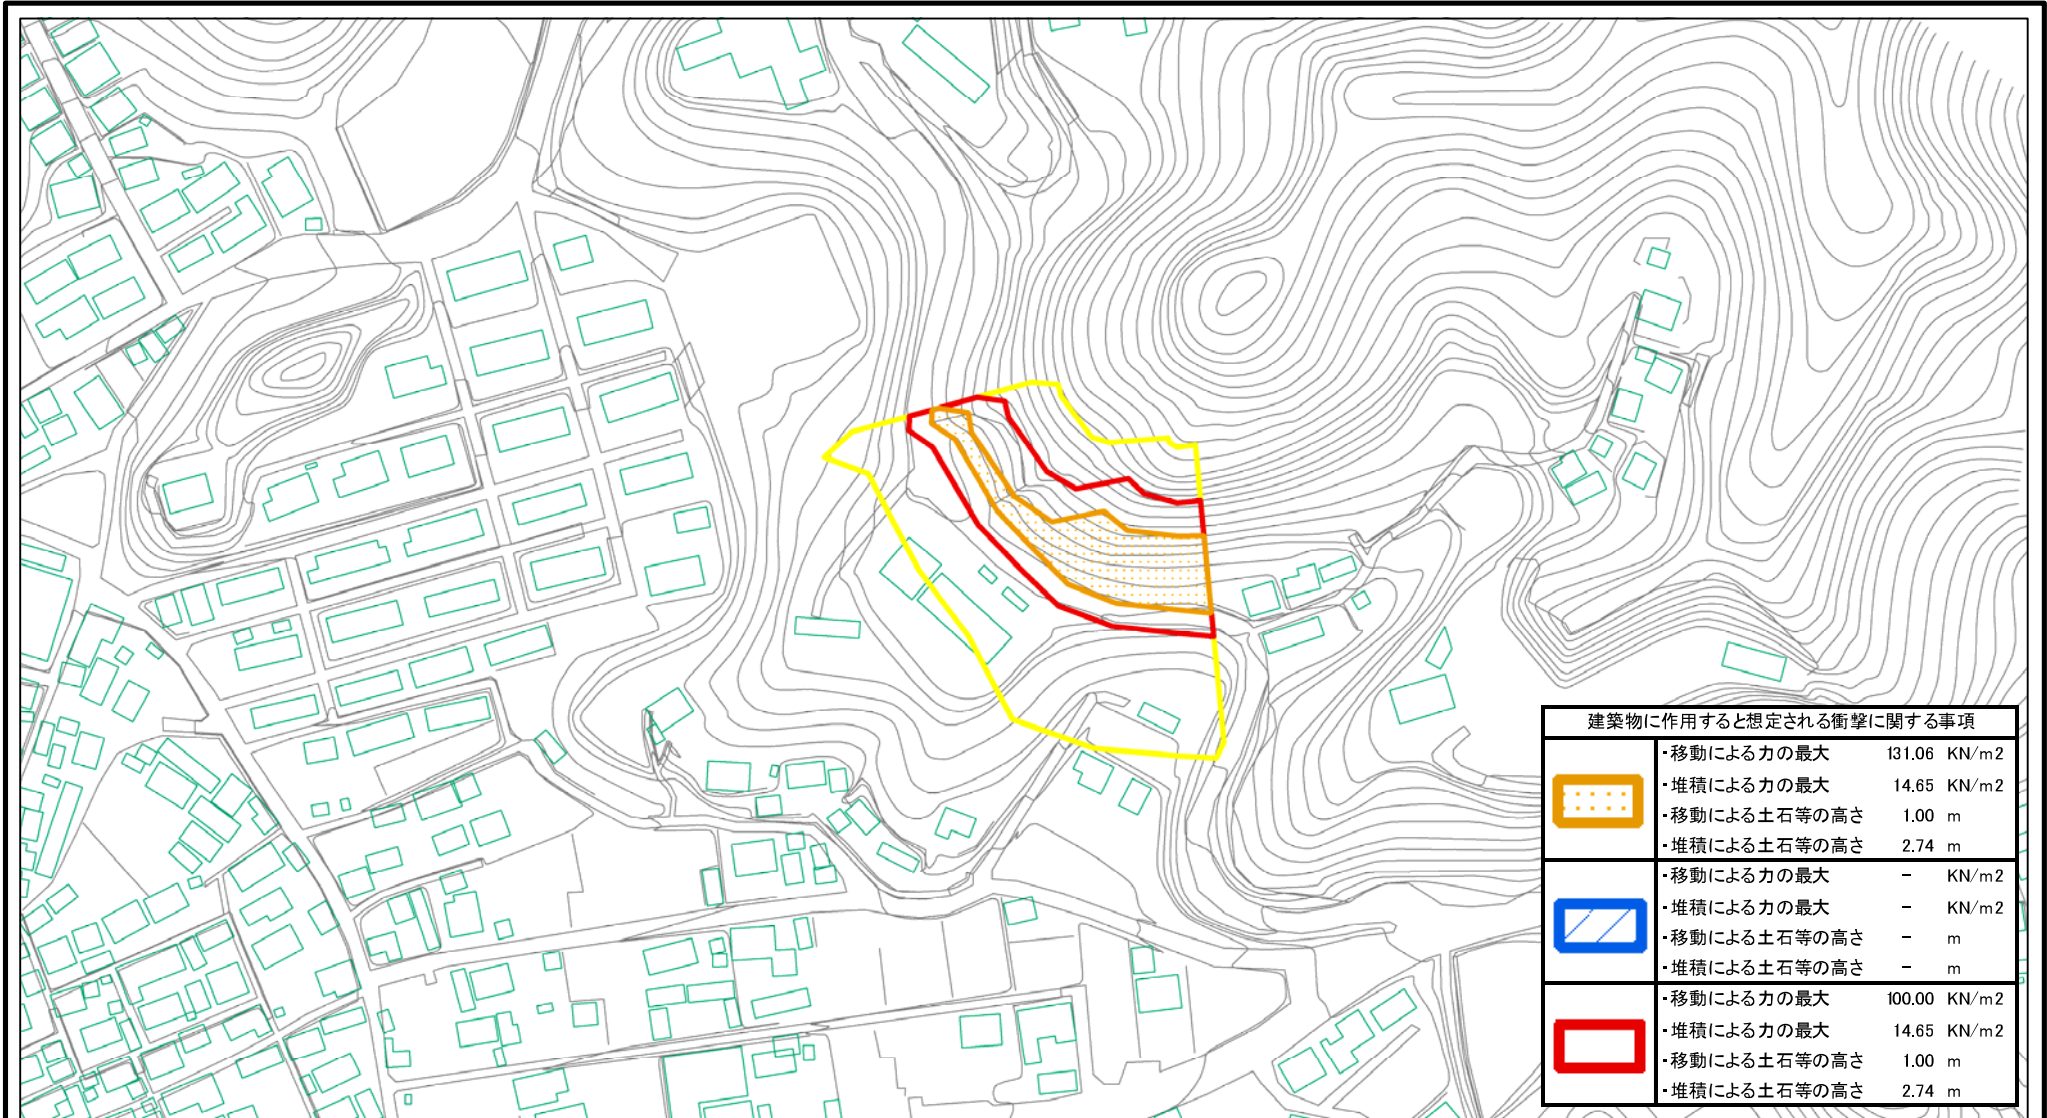 建築物に作用すると想定される衝撃に関する事項
・移動による力の最大 131.06 KN/m2
・堆積による力の最大 14.65 KN/m2
・移動による土石等の高さ 1.00 m
・堆積による土石等の高さ 2.74 m
・移動による力の最大 － KN/m2
・堆積による力の最大 － KN/m2
・移動による土石等の高さ － m
・堆積による土石等の高さ － m
・移動による力の最大 100.00 KN/m2
・堆積による力の最大 14.65 KN/m2
・移動による土石等の高さ 1.00 m
・堆積による土石等の高さ 2.74 m